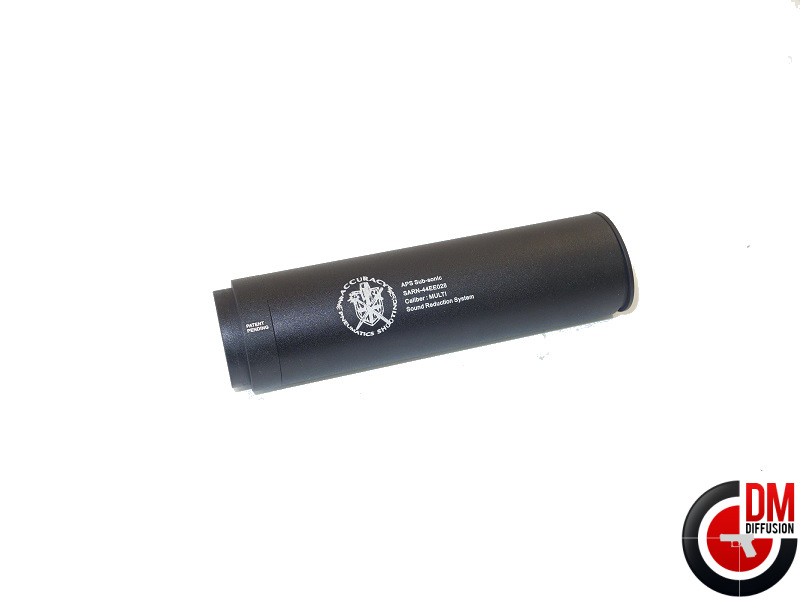 ACCURACY
PNEUMATICS SHOOTING
APS Sub-sonic
SARN-44EE028
Caliber : MULTI
Sound Reduction System
PATENT
PENDING
DM
DIFFUSION